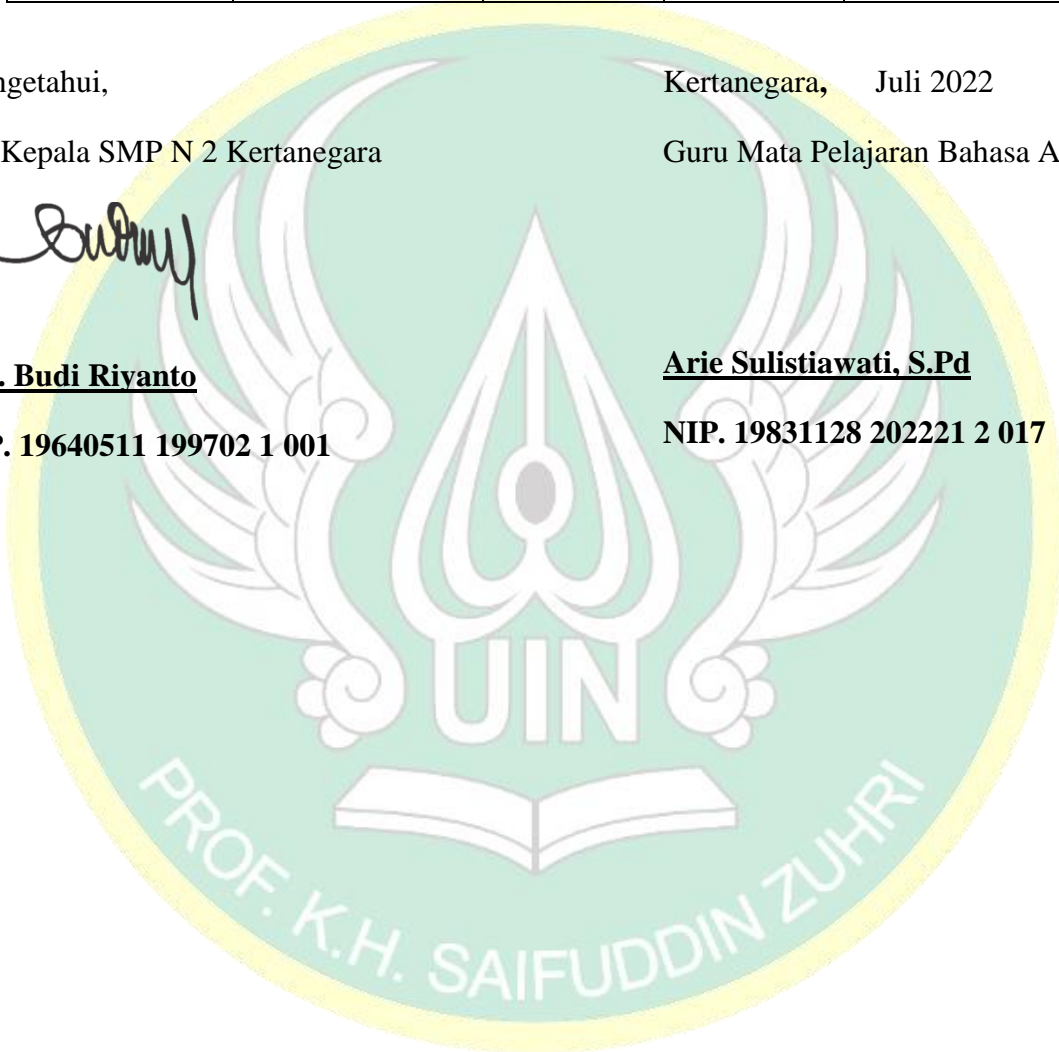 ngetahui,
Kepala SMP N 2 Kertanegara
. Budi Riyanto
. 19640511 199702 1 001
Kertanegara, Juli 2022
Guru Mata Pelajaran Bahasa A
Arie Sulistiawati, S.Pd
NIP. 19831128 202221 2 017
UIN
PROF. K.H. SAIFUDDIN ZUHRI